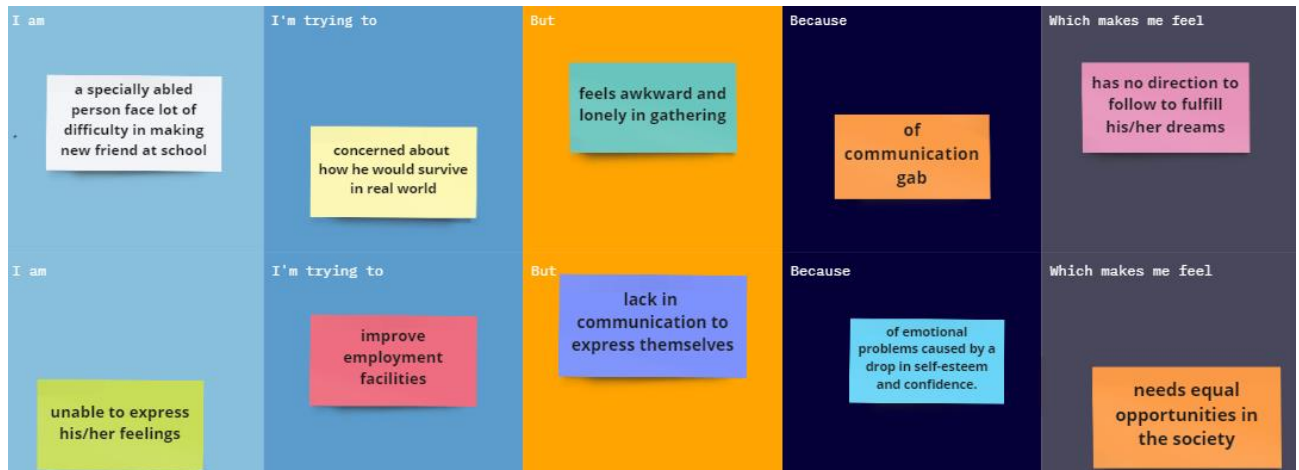 I am
I'm trying to
But
Because
Which makes me feel
a specially abled
person face lot of
difficulty in making
new friend at school
concerned about
how he would survive
in real world
feels awkward and
lonely in gathering
of
communication
gab
has no direction to
follow to fulfill
his/her dreams
I am
I'm trying to
But
Because
Which makes me feel
unable to express
his/her feelings
improve
employment
facilities
lack in
communication to
express themselves
of emotional
problems caused by a
drop in self-esteem
and confidence.
needs equal
opportunities in
the society